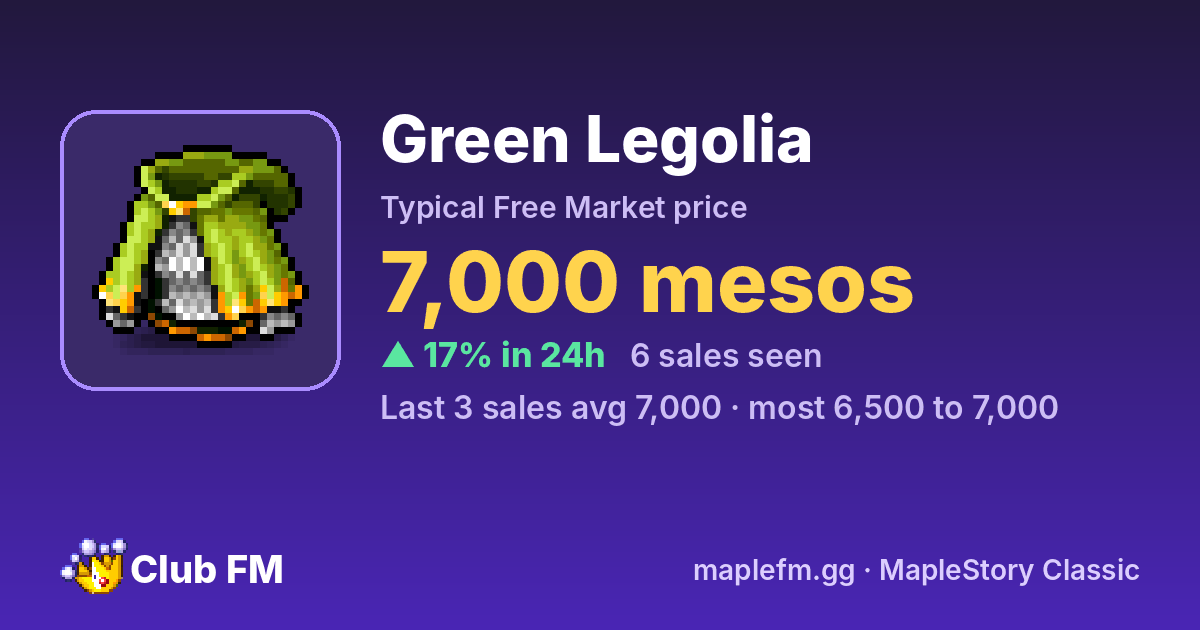 Green Legolia
Typical Free Market price
7,000 mesos
▲ 17% in 24h 6 sales seen
Last 3 sales avg 7,000 · most 6,500 to 7,000
Club FM
maplefm.gg · MapleStory Classic